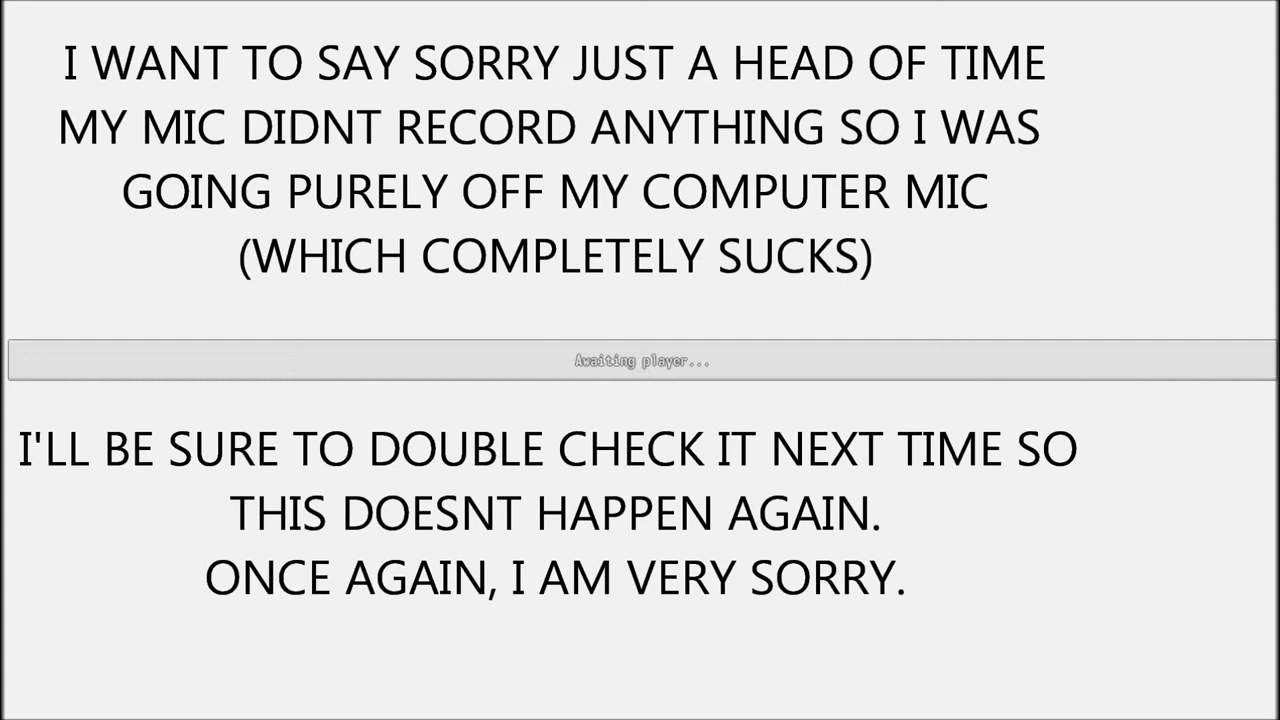 I WANT TO SAY SORRY JUST A HEAD OF TIME
MY MIC DIDNT RECORD ANYTHING SO I WAS
GOING PURELY OFF MY COMPUTER MIC
(WHICH COMPLETELY SUCKS)
Awaiting player...
I'LL BE SURE TO DOUBLE CHECK IT NEXT TIME SO
THIS DOESNT HAPPEN AGAIN.
ONCE AGAIN, I AM VERY SORRY.